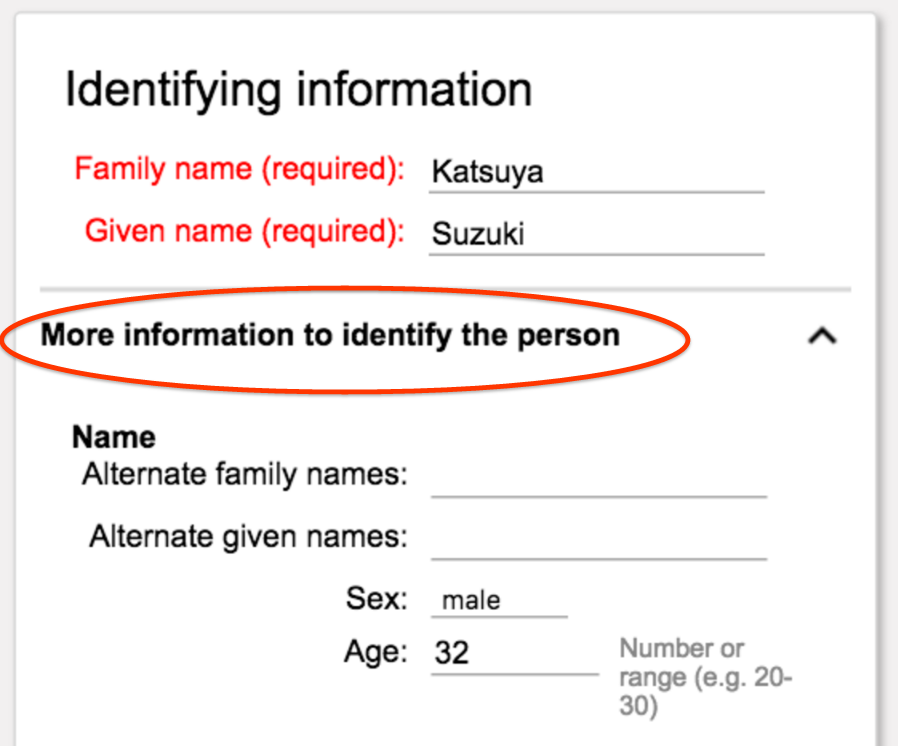 Identifying information
Family name (required): Katsuya
Given name (required): Suzuki
More information to identify the person
Name
Alternate family names:
Alternate given names:
Sex: male
Age: 32 Number or
range (e.g. 20-
30)